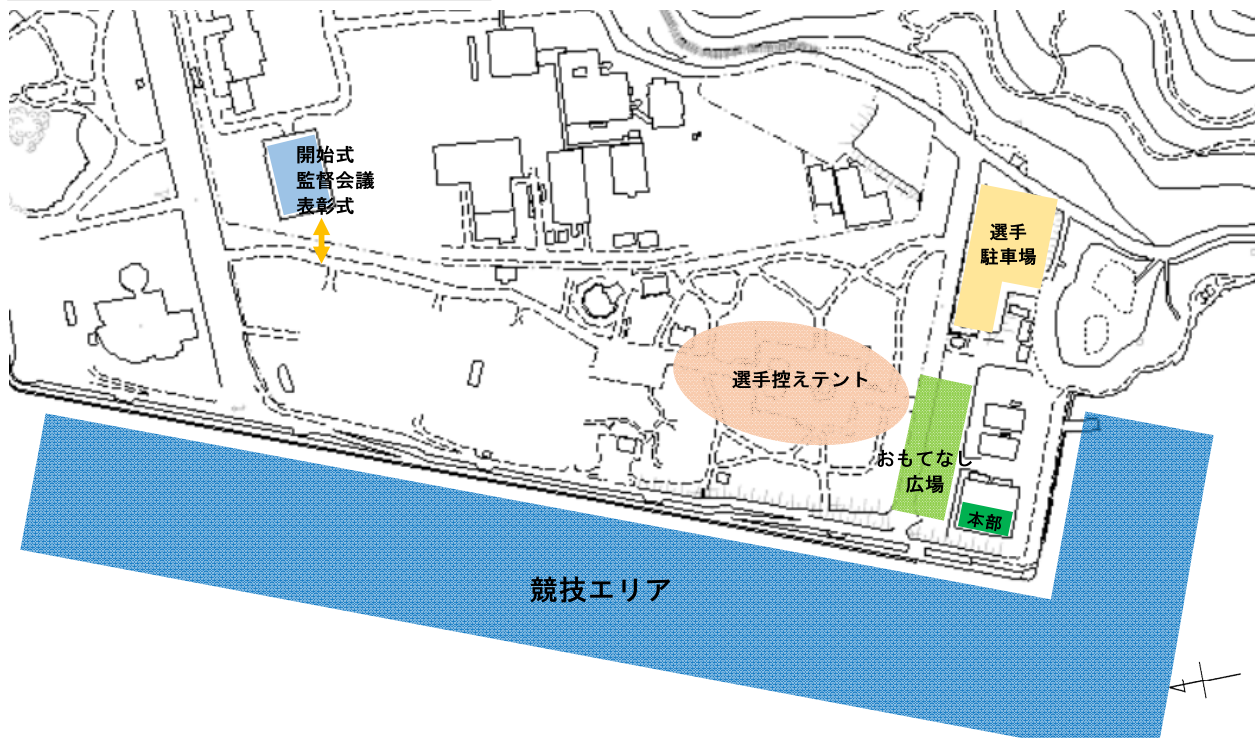 開始式
監督会議
表彰式
選手
駐車場
選手控えテント
おもてなし
広場
本部
競技エリア